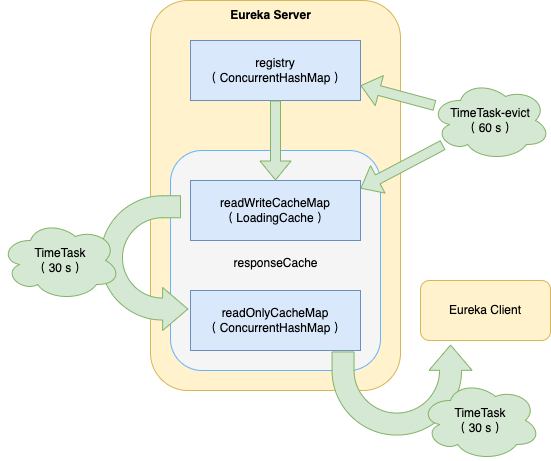 Eureka Server
registry
( ConcurrentHashMap )
TimeTask-evict
( 60 s )
readWriteCacheMap
( LoadingCache )
TimeTask
( 30 s )
responseCache
readOnlyCacheMap
( ConcurrentHashMap )
Eureka Client
TimeTask
( 30 s )